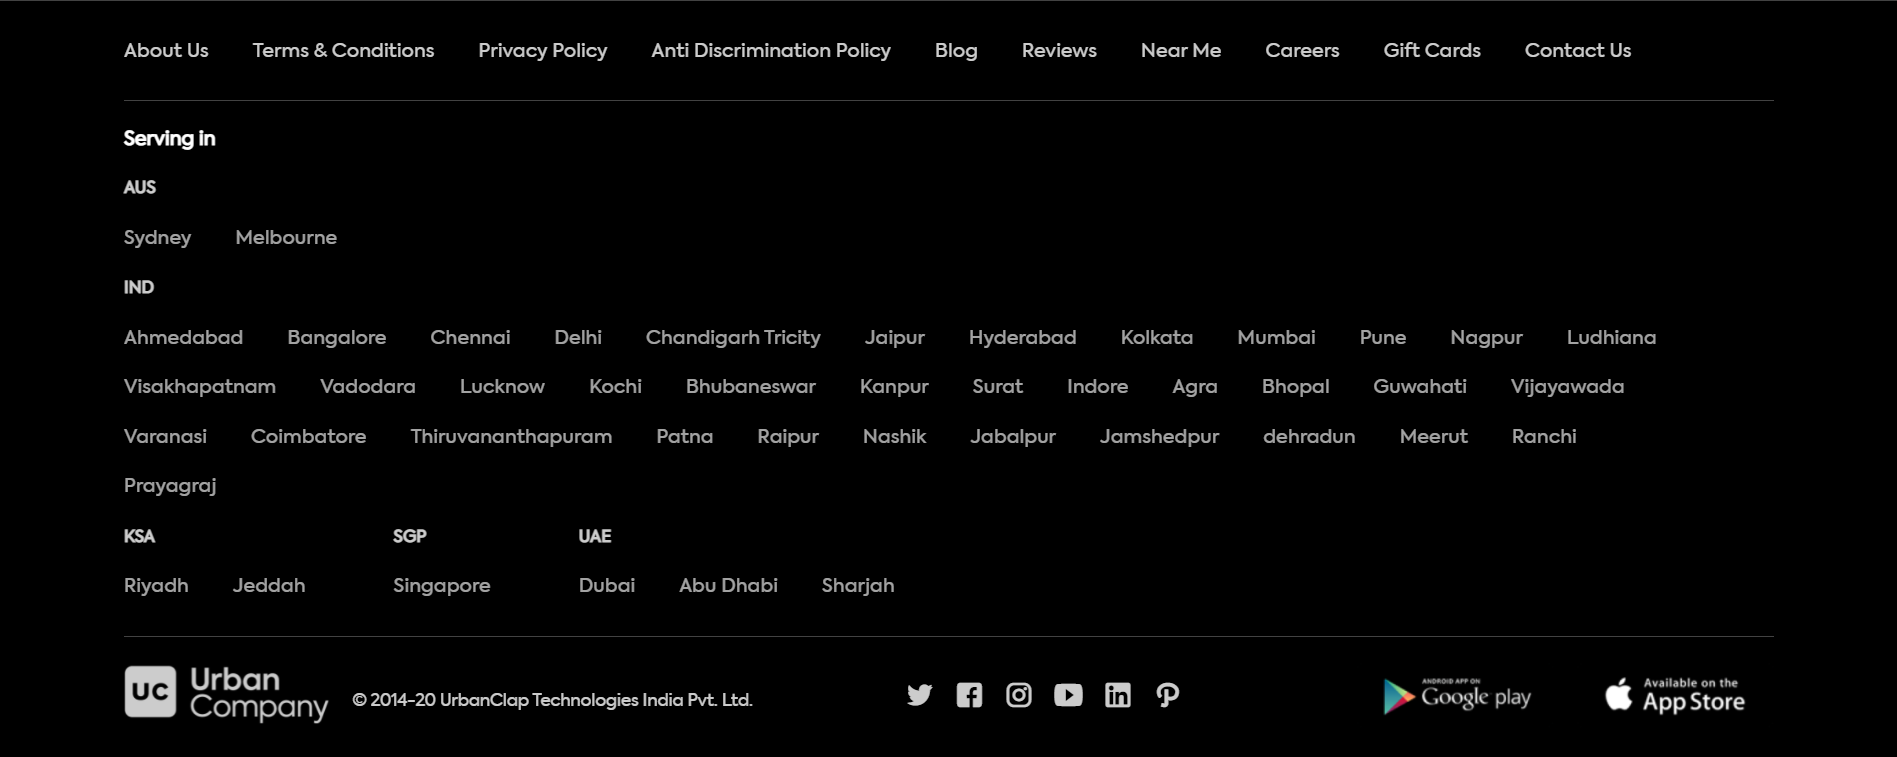 About Us Terms & Conditions Privacy Policy Anti Discrimination Policy Blog Reviews Near Me Careers Gift Cards Contact Us
Serving in
AUS
Sydney Melbourne
IND
Ahmedabad Bangalore Chennai Delhi Chandigarh Tricity Jaipur Hyderabad Kolkata Mumbai Pune Nagpur Ludhiana
Visakhapatnam Vadodara Lucknow Kochi Bhubaneswar Kanpur Surat Indore Agra Bhopal Guwahati Vijayawada
Varanasi Coimbatore Thiruvananthapuram Patna Raipur Nashik Jabalpur Jamshedpur dehradun Meerut Ranchi
Prayagraj
KSA SGP UAE
Riyadh Jeddah Singapore Dubai Abu Dhabi Sharjah
UC Urban Company © 2014-20 UrbanClap Technologies India Pvt. Ltd.
ANDROID APP ON
Google play
Available on the
App Store